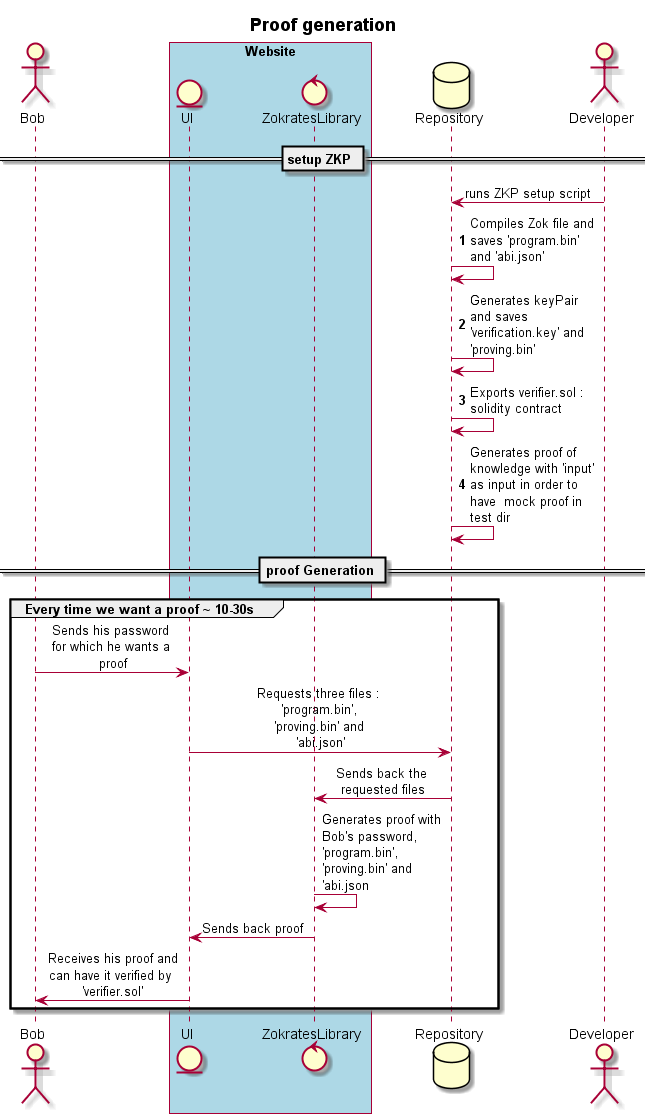 Proof generation
Website
Bob
UI
ZokratesLibrary
Repository
Developer
setup ZKP
runs ZKP setup script
1
Compiles Zok file and
saves 'program.bin'
and 'abi.json'
2
Generates keyPair
and saves
'verification.key' and
'proving.bin'
3
Exports verifier.sol :
solidity contract
4
Generates proof of
knowledge with 'input'
as input in order to
have  mock proof in
test dir
proof Generation
Every time we want a proof ~ 10-30s
Sends his password
for which he wants a
proof
Requests three files :
'program.bin',
'proving.bin' and
'abi.json'
Sends back the
requested files
Generates proof with
Bob's password,
'program.bin',
'proving.bin' and
'abi.json
Sends back proof
Receives his proof and
can have it verified by
'verifier.sol'
Bob
UI
ZokratesLibrary
Repository
Developer